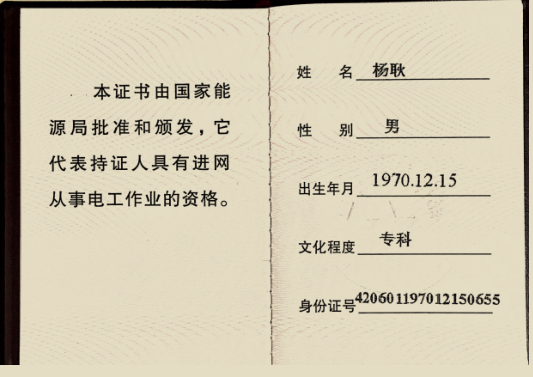 本证书由国家能
源局批准和颁发，它
代表持证人具有进网
从事电工作业的资格。
姓 名 杨耿
性 别 男
出生年月 1970.12.15
文化程度 专科
身份证号 420601197012150655